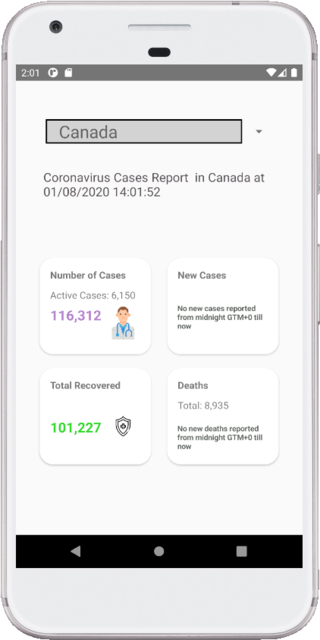 2:01
Canada
Coronavirus Cases Report  in Canada at
01/08/2020 14:01:52
Number of Cases
Active Cases: 6,150
116,312
New Cases
No new cases reported
from midnight GTM+0 till
now
Total Recovered
101,227
Deaths
Total: 8,935
No new deaths reported
from midnight GTM+0 till
now